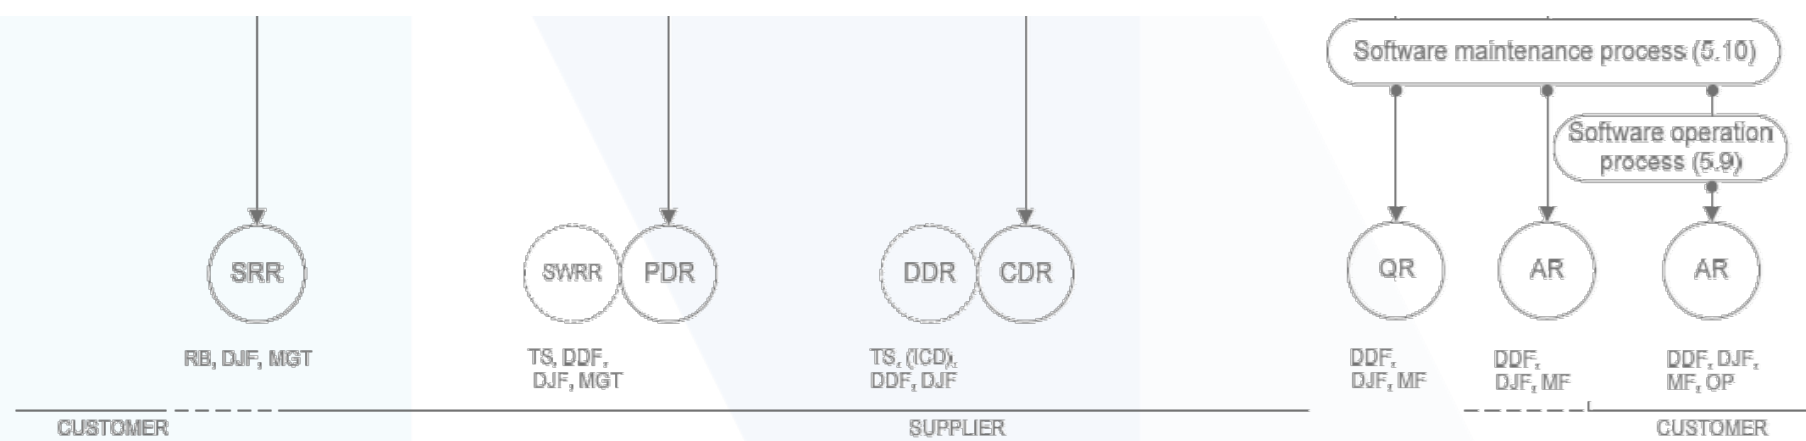 Software maintenance process (5.10)
Software operation
process (5.9)
SRR
SWRR
PDR
DDR
CDR
QR
AR
AR
RB, DJF, MGT
TS, DDF,
DJF, MGT
TS, (ICD),
DDF, DJF
DDF,
DJF, MF
DDF,
DJF, MF
DDF, DJF,
MF, OP
CUSTOMER
SUPPLIER
CUSTOMER